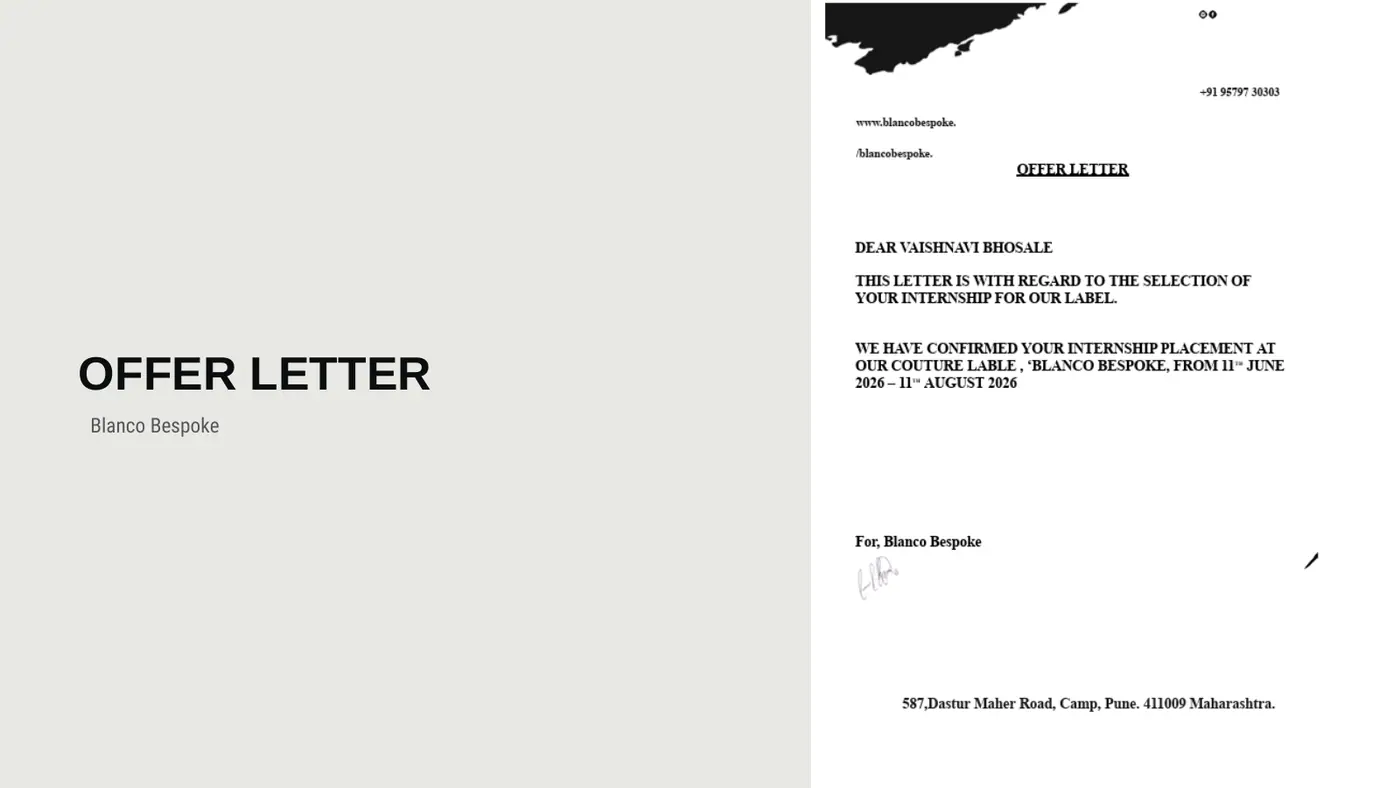 OFFER LETTER
Blanco Bespoke
+91 95797 30303
www.blancobespoke.
/blancobespoke.
OFFER LETTER
DEAR VAISHNAVI BHOSALE
THIS LETTER IS WITH REGARD TO THE SELECTION OF
YOUR INTERNSHIP FOR OUR LABEL.
WE HAVE CONFIRMED YOUR INTERNSHIP PLACEMENT AT
OUR COUTURE LABLE , ‘BLANCO BESPOKE, FROM 11TH JUNE
2026 – 11TH AUGUST 2026
For, Blanco Bespoke
587,Dastur Maher Road, Camp, Pune. 411009 Maharashtra.